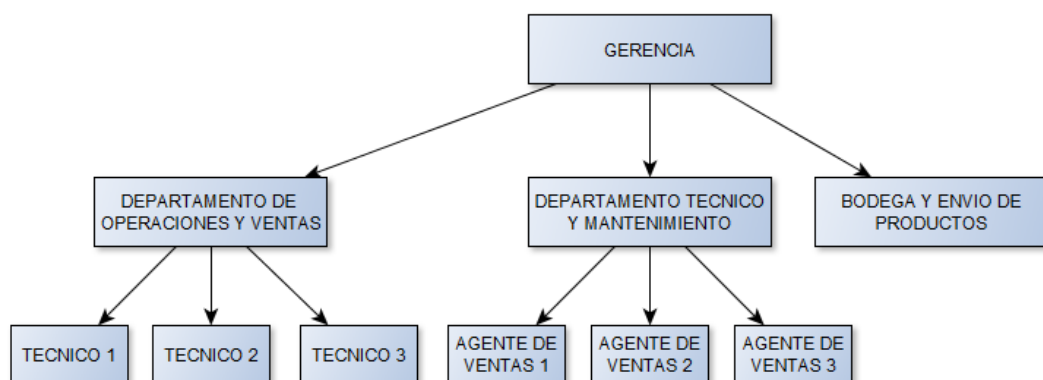 GERENCIA
DEPARTAMENTO DE
OPERACIONES Y VENTAS
DEPARTAMENTO TECNICO
Y MANTENIMIENTO
BODEGA Y ENVIO DE
PRODUCTOS
TECNICO 1
TECNICO 2
TECNICO 3
AGENTE DE
VENTAS 1
AGENTE DE
VENTAS 2
AGENTE DE
VENTAS 3